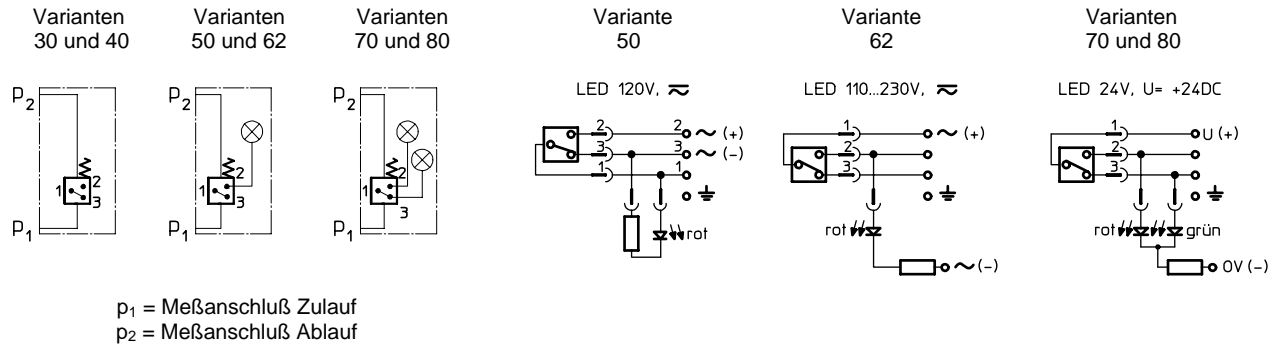 Varianten
30 und 40
Varianten
50 und 62
Varianten
70 und 80
Variante
50
Variante
62
Varianten
70 und 80
p2
1
2
3
p1
p2
1
2
3
p1
p2
1
2
3
p1
LED 120V, ⏦
2 2 ~ (+)
3 3 ~ (-)
1 1
rot
LED 110...230V, ⏦
1 ~ (+)
2
3
rot
~ (-)
LED 24V, U= +24DC
1 U (+)
2
3
rot grün
0V (-)
p1 = Meßanschluß Zulauf
p2 = Meßanschluß Ablauf